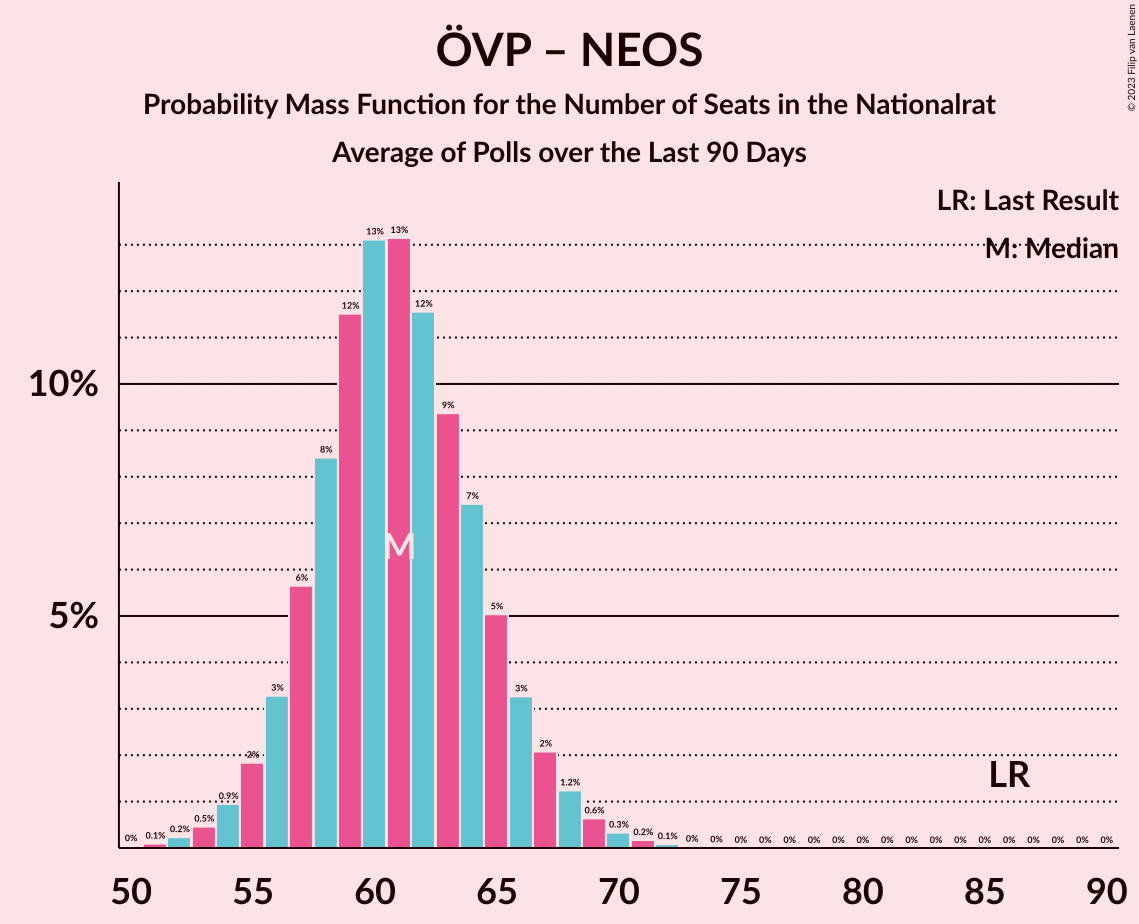 ÖVP – NEOS
Probability Mass Function for the Number of Seats in the Nationalrat
Average of Polls over the Last 90 Days
© 2023 Filip van Laenen
LR: Last Result
M: Median
10%
5%
0% 0.1% 0.2% 0.5% 0.9% 2% 3% 6% 8% 12% 13% 13% 12% 9% 7% 5% 3% 2% 1.2% 0.6% 0.3% 0.2% 0.1% 0% 0% 0% 0% 0% 0% 0% 0% 0% 0% 0% 0% 0% 0% 0% 0% 0% 0%
M
LR
50 55 60 65 70 75 80 85 90